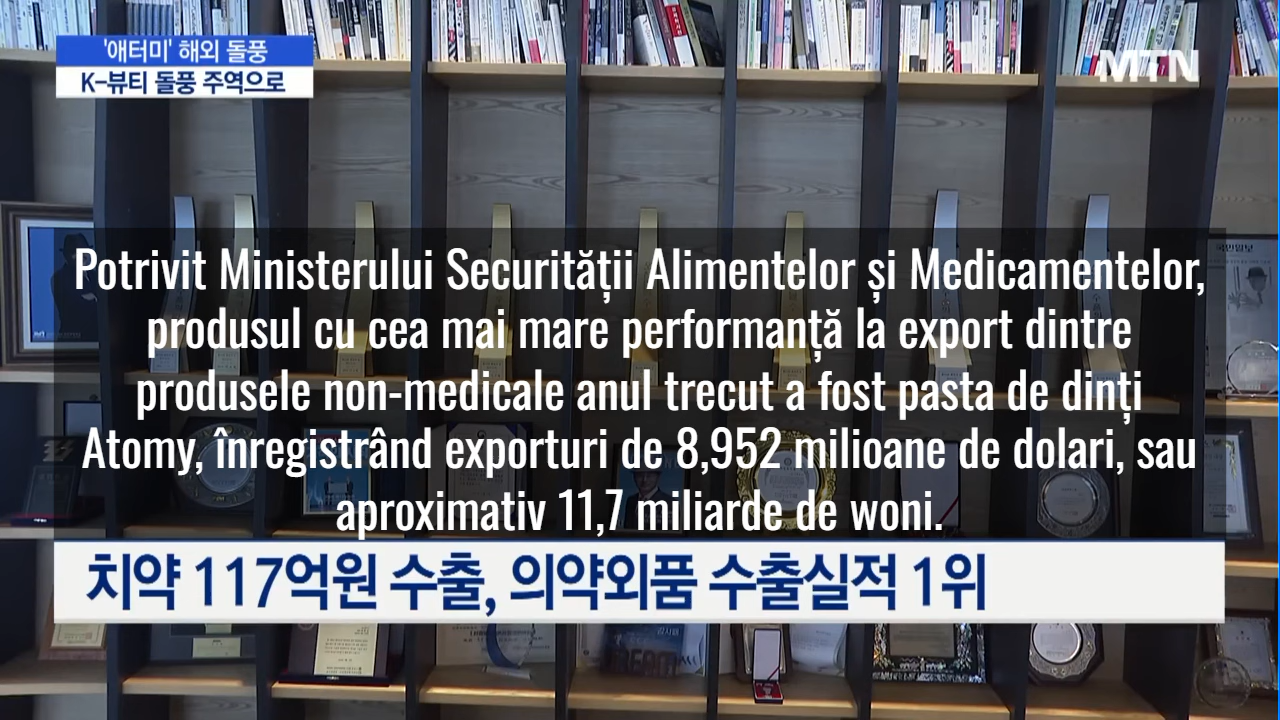 '애터미' 해외 돌풍
K-뷰티 돌풍 주역으로
MTN
Potrivit Ministerului Securității Alimentelor și Medicamentelor,
produsul cu cea mai mare performanță la export dintre
produsele non-medicale anul trecut a fost pasta de dinți
Atomy, înregistrând exporturi de 8,952 milioane de dolari, sau
aproximativ 11,7 miliarde de woni.
치약 117억원 수출, 의약외품 수출실적 1위